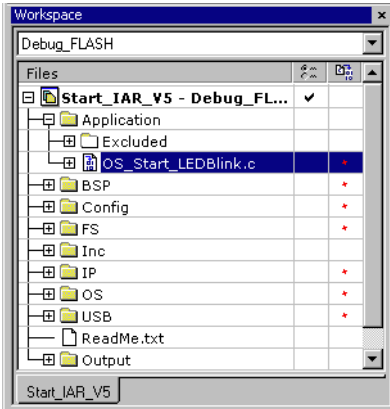 Workspace
Debug_FLASH
Files
Start_IAR_V5 - Debug_FL...
Application
Excluded
OS_Start_LEDBlink.c
BSP
Config
FS
Inc
IP
OS
USB
ReadMe.txt
Output
Start_IAR_V5